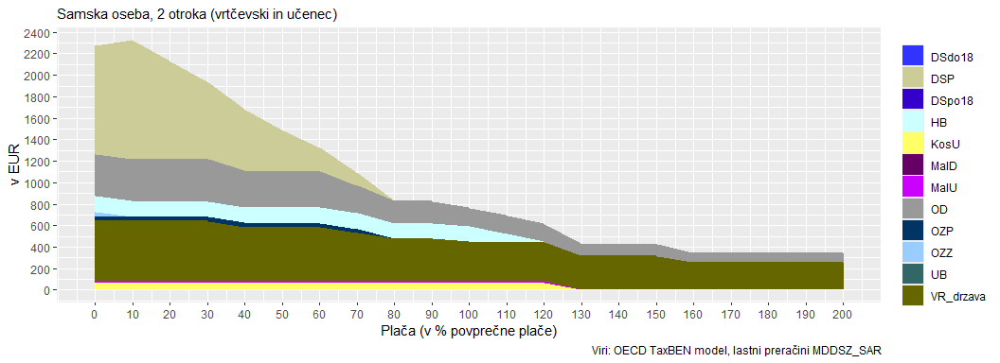 Samska oseba, 2 otroka (vrtčevski in učenec)
2400
2200
2000
1800
1600
1400
1200
1000
800
600
400
200
0
v EUR
0 10 20 30 40 50 60 70 80 90 100 110 120 130 140 150 160 170 180 190 200
Plača (v % povprečne plače)
DSdo18
DSP
DSpo18
HB
KosU
MalD
MalU
OD
OZP
OZZ
UB
VR_drzava
Viri: OECD TaxBEN model, lastni preračini MDDSZ_SAR